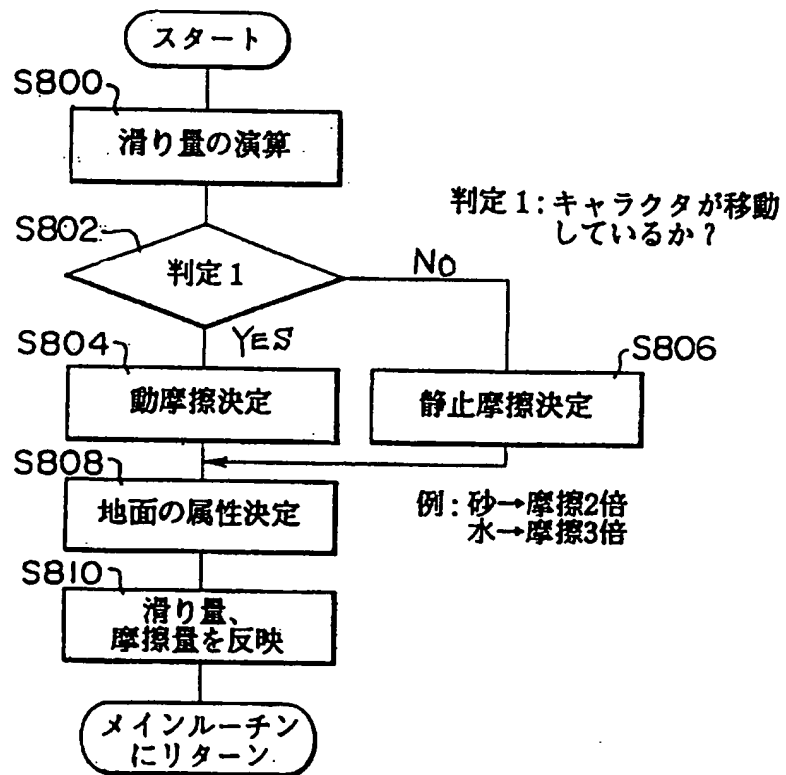 スタート
S800
滑り量の演算
判定1:キャラクタが移動
しているか?
S802
判定1
NO
YES
S804
動摩擦決定
S806
静止摩擦決定
S808
地面の属性決定
例:砂→摩擦2倍
水→摩擦3倍
S810
滑り量、
摩擦量を反映
メインルーチン
にリターン